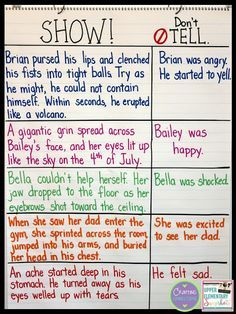 SHOW!
Don't
TELL.
Brian pursed his lips and clenched
his fists into tight balls. Try as
he might, he could not contain
himself. Within seconds, he erupted
like a volcano.
Brian was angry.
He started to yell.
A gigantic grin spread across
Bailey's face, and her eyes lit up
like the sky on the 4th of July.
Bailey was
happy.
Bella couldn't help herself. Her
jaw dropped to the floor as her
eyebrows shot toward the ceiling.
Bella was shocked.
When she saw her dad enter the
gym, she sprinted across the room,
jumped into his arms, and buried
her head in his chest.
She was excited
to see her dad.
An ache started deep in his
stomach. He turned away as his
eyes welled up with tears.
He felt sad.
Crafting
Connections
UPPER
ELEMENTARY